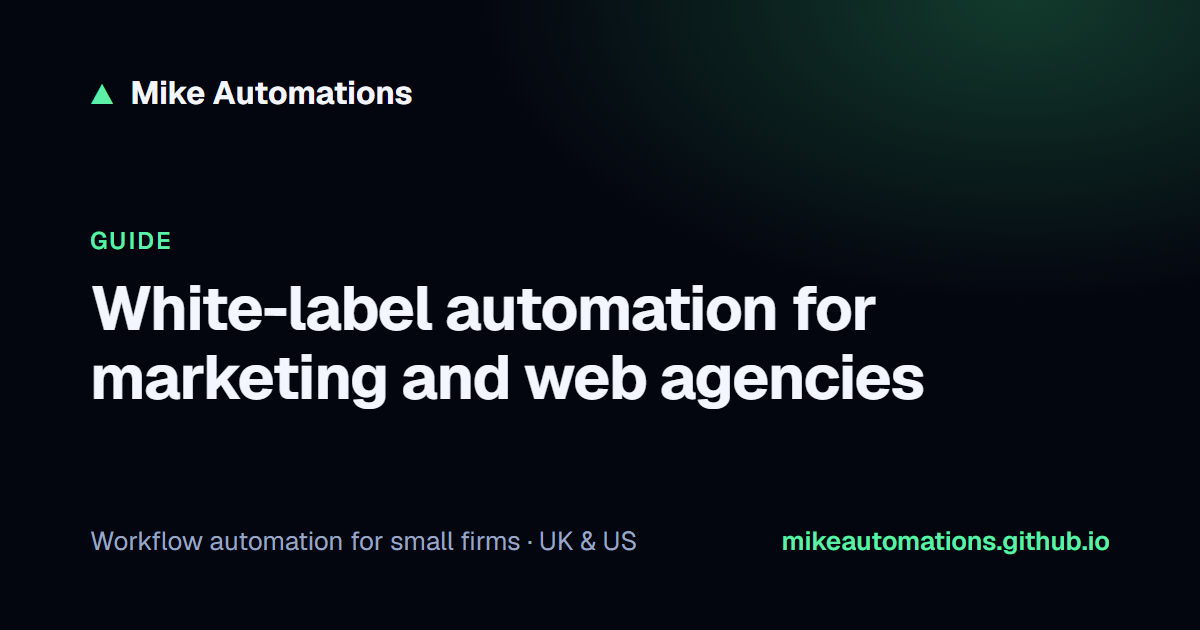 Mike Automations
GUIDE
White-label automation for
marketing and web agencies
Workflow automation for small firms · UK & US
mikeautomations.github.io